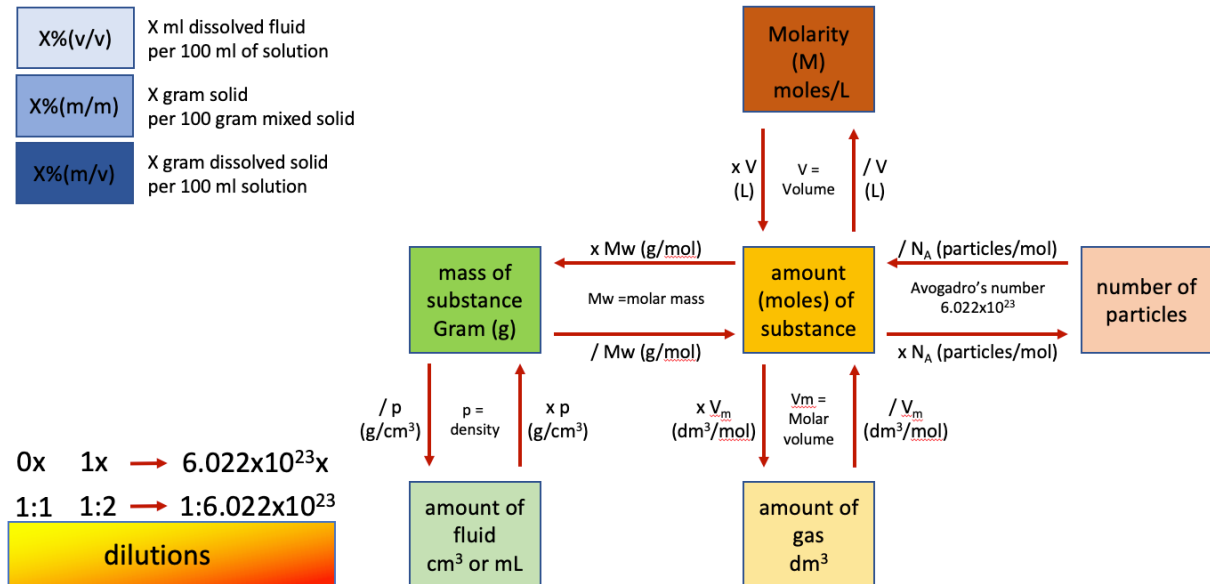 X%(v/v)
X ml dissolved fluid
per 100 ml of solution
X%(m/m)
X gram solid
per 100 gram mixed solid
X%(m/v)
X gram dissolved solid
per 100 ml solution
Molarity
(M)
moles/L
x V
(L)
V =
Volume
/ V
(L)
mass of
substance
Gram (g)
x Mw (g/mol)
Mw =molar mass
/ Mw (g/mol)
amount
(moles) of
substance
/ N_A (particles/mol)
Avogadro's number
6.022x10²³
x N_A (particles/mol)
number of
particles
/ p
(g/cm³)
p =
density
x p
(g/cm³)
x Vₘ
(dm³/mol)
Vm =
Molar
volume
/ Vₘ
(dm³/mol)
0x 1x → 6.022x10²³x
1:1 1:2 → 1:6.022x10²³
dilutions
amount of
fluid
cm³ or mL
amount of
gas
dm³